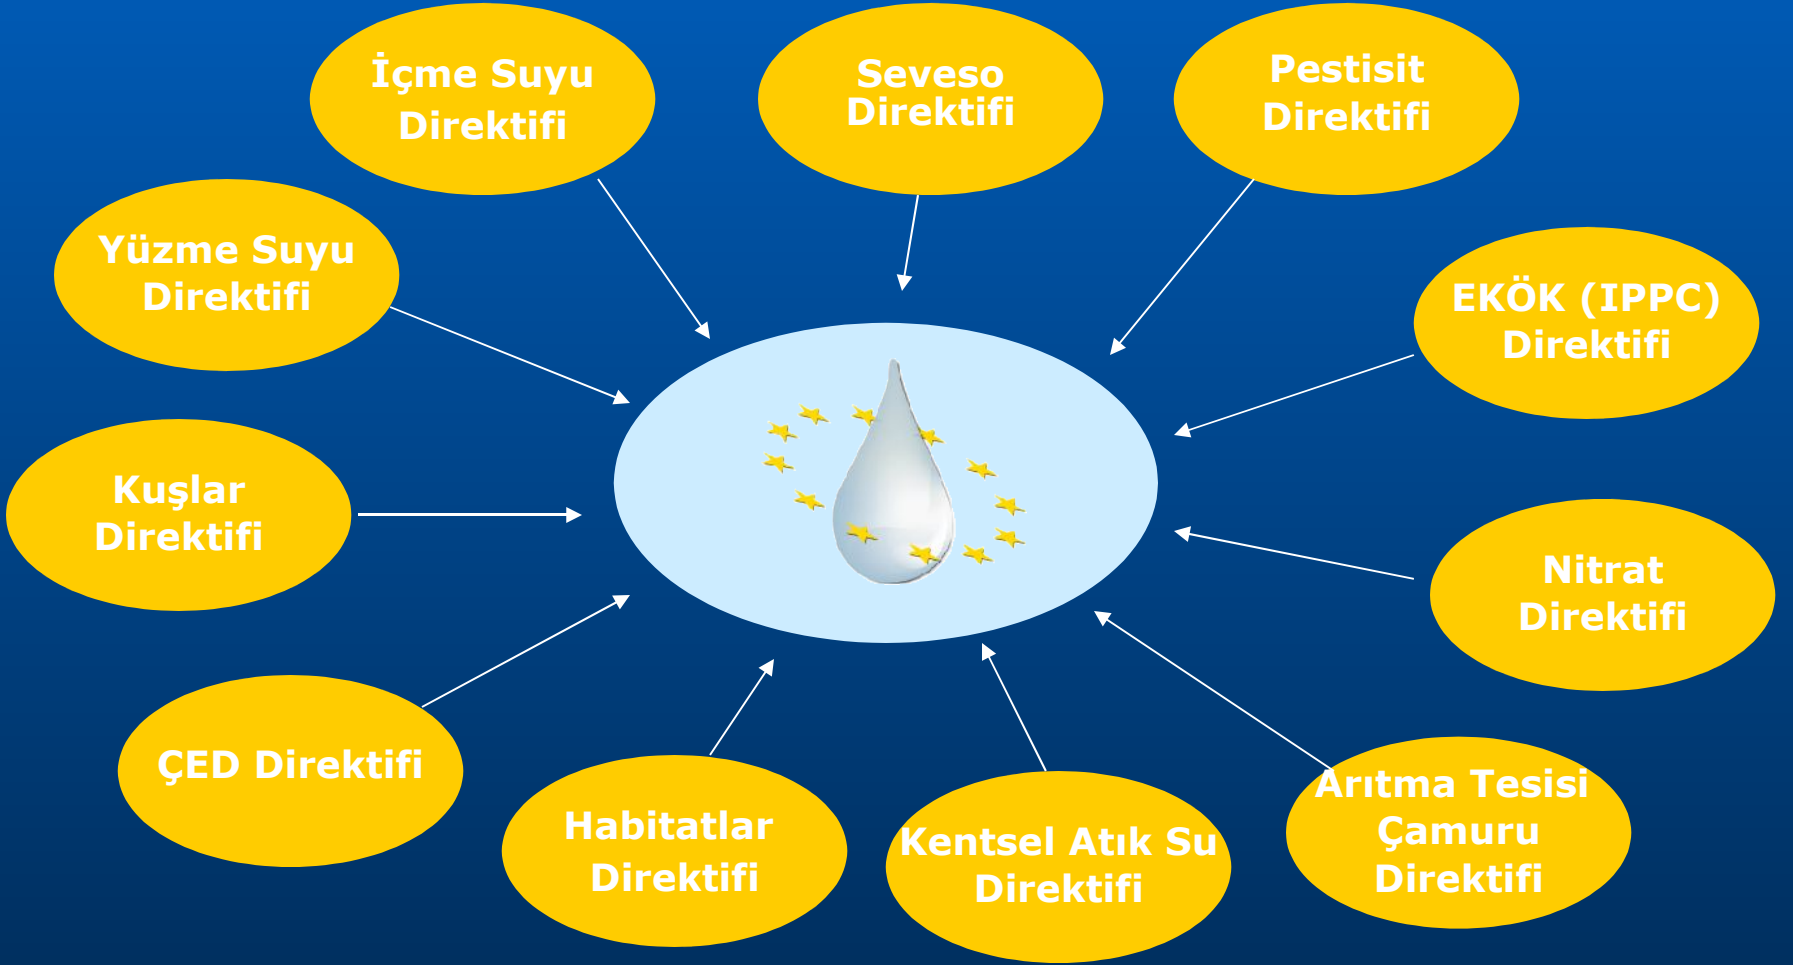 İçme Suyu
Direktifi
Seveso
Direktifi
Pestisit
Direktifi
Yüzme Suyu
Direktifi
EKÖK (IPPC)
Direktifi
Kuşlar
Direktifi
Nitrat
Direktifi
ÇED Direktifi
Habitatlar
Direktifi
Kentsel Atık Su
Direktifi
Arıtma Tesisi
Çamuru
Direktifi